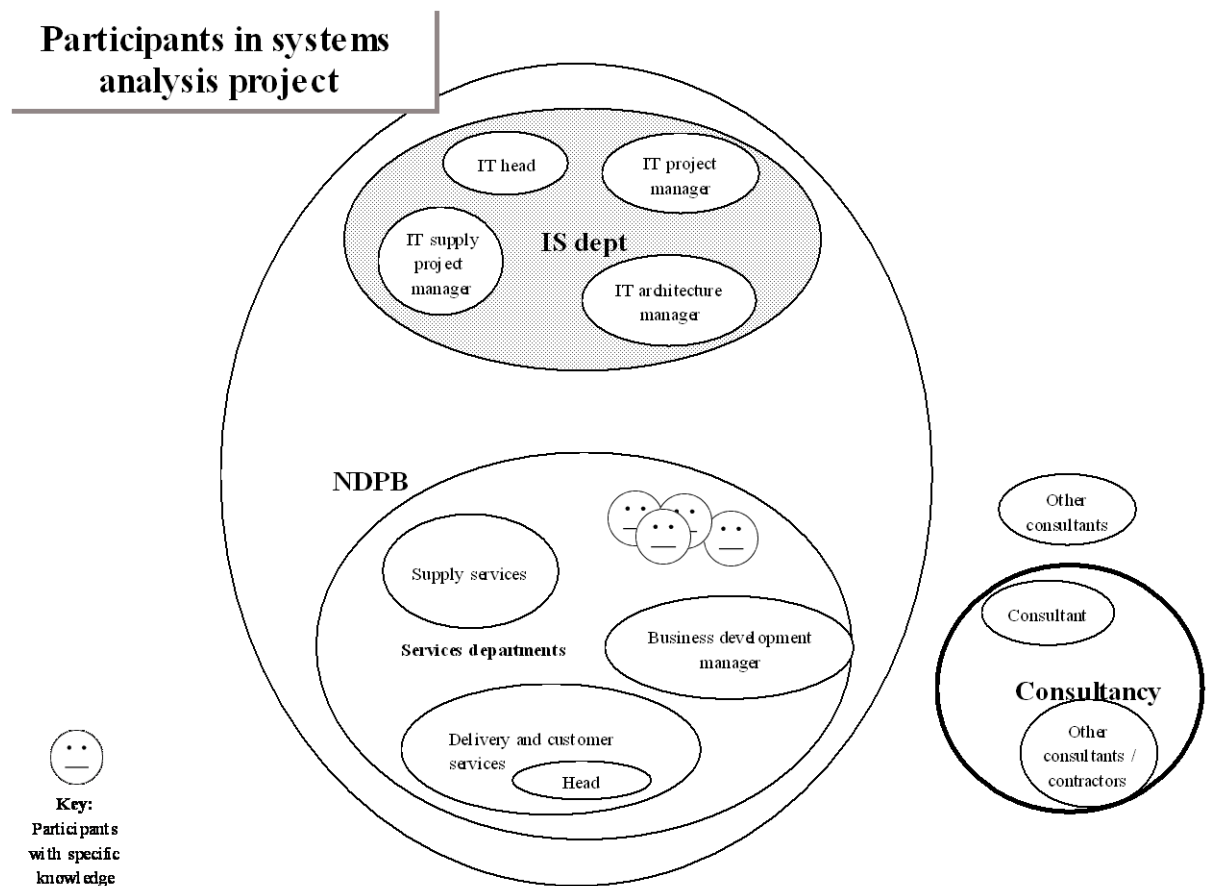 Participants in systems
analysis project
IT head
IT project
manager
IT supply
project
manager
IS dept
IT architecture
manager
NDPB
Supply services
Services departments
Business development
manager
Delivery and customer
services
Head
Other
consultants
Consultant
Consultancy
Other
consultants /
contractors
Key:
Participants
with specific
knowledge